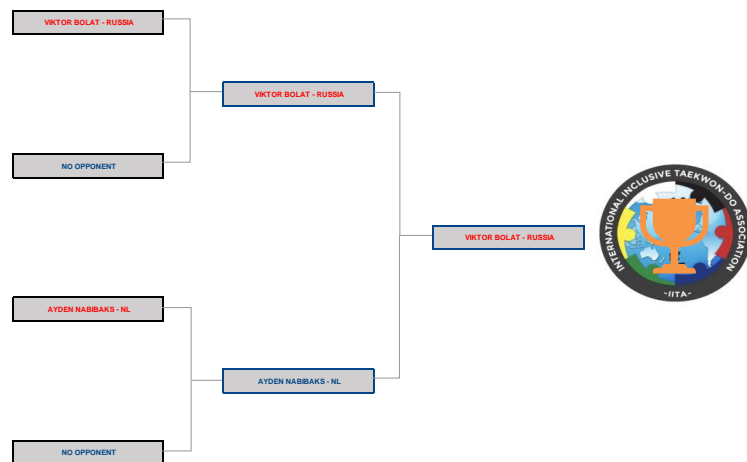 VIKTOR BOLAT - RUSSIA
VIKTOR BOLAT - RUSSIA
NO OPPONENT
VIKTOR BOLAT - RUSSIA
INTERNATIONAL INCLUSIVE TAEKWON-DO ASSOCIATION
-IITA-
AYDEN NABIBAKS - NL
AYDEN NABIBAKS - NL
NO OPPONENT